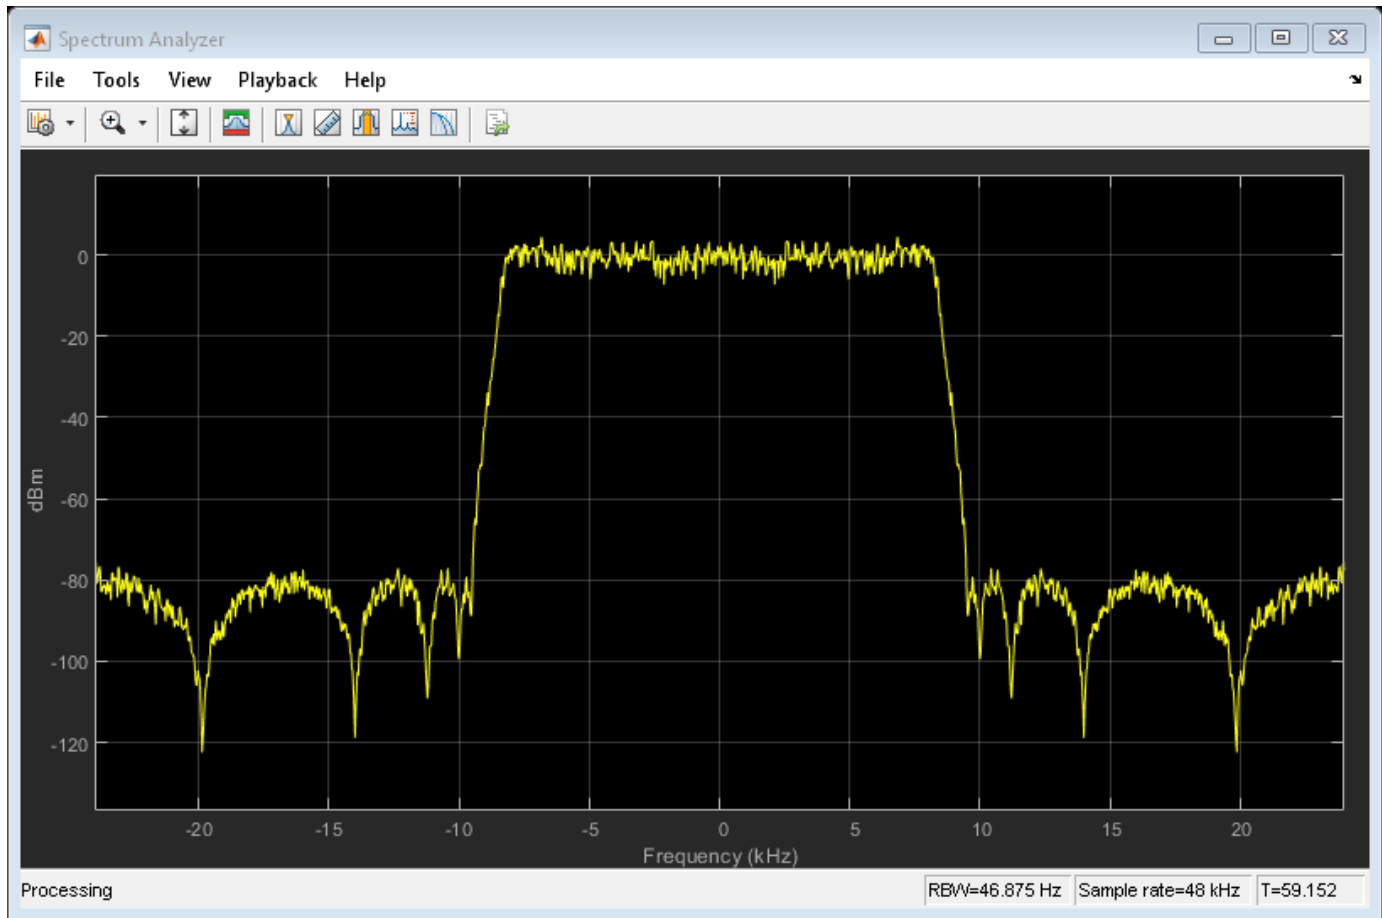 Spectrum Analyzer
File Tools View Playback Help
0
-20
-40
-60
-80
-100
-120
dBm
-20 -15 -10 -5 0 5 10 15 20
Frequency (kHz)
Processing RBW=46.875 Hz Sample rate=48 kHz T=59.152